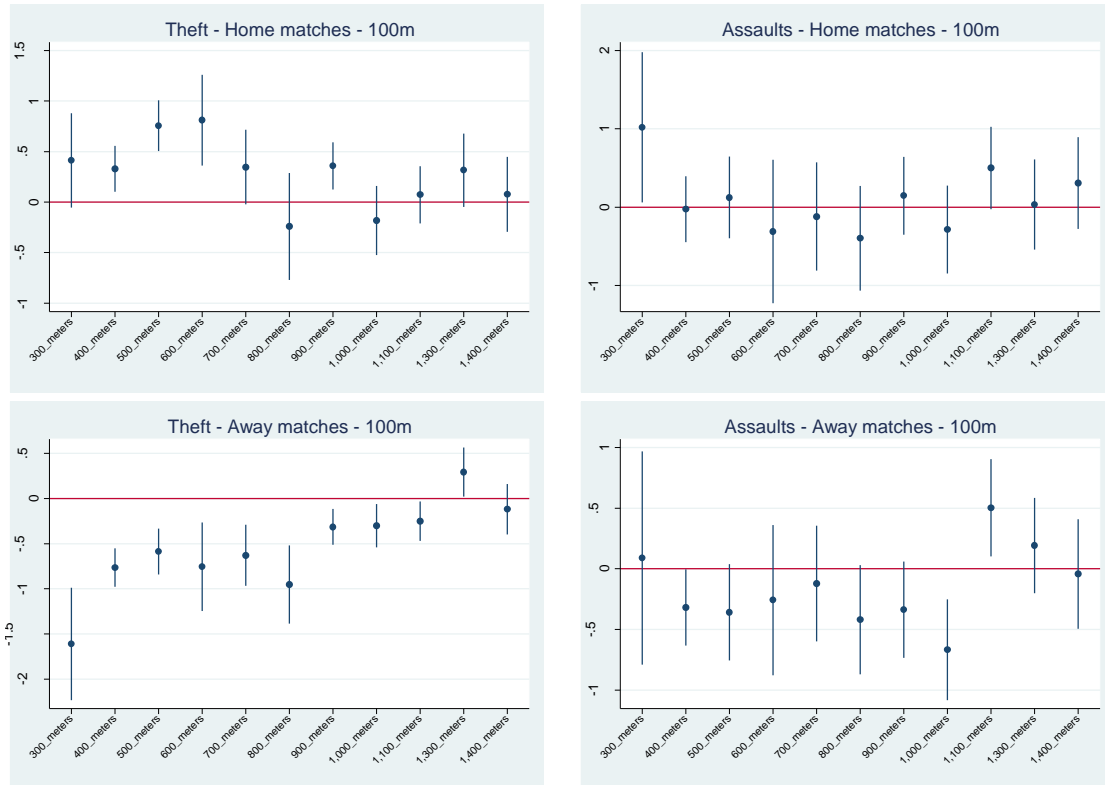 Theft - Home matches - 100m
1.5
1
.5
0
-.5
-1
300_meters
400_meters
500_meters
600_meters
700_meters
800_meters
900_meters
1,000_meters
1,100_meters
1,300_meters
1,400_meters
Assaults - Home matches - 100m
2
1
0
-1
300_meters
400_meters
500_meters
600_meters
700_meters
800_meters
900_meters
1,000_meters
1,100_meters
1,300_meters
1,400_meters
Theft - Away matches - 100m
.5
0
-.5
-1
-1.5
-2
300_meters
400_meters
500_meters
600_meters
700_meters
800_meters
900_meters
1,000_meters
1,100_meters
1,300_meters
1,400_meters
Assaults - Away matches - 100m
1
.5
0
-.5
-1
300_meters
400_meters
500_meters
600_meters
700_meters
800_meters
900_meters
1,000_meters
1,100_meters
1,300_meters
1,400_meters